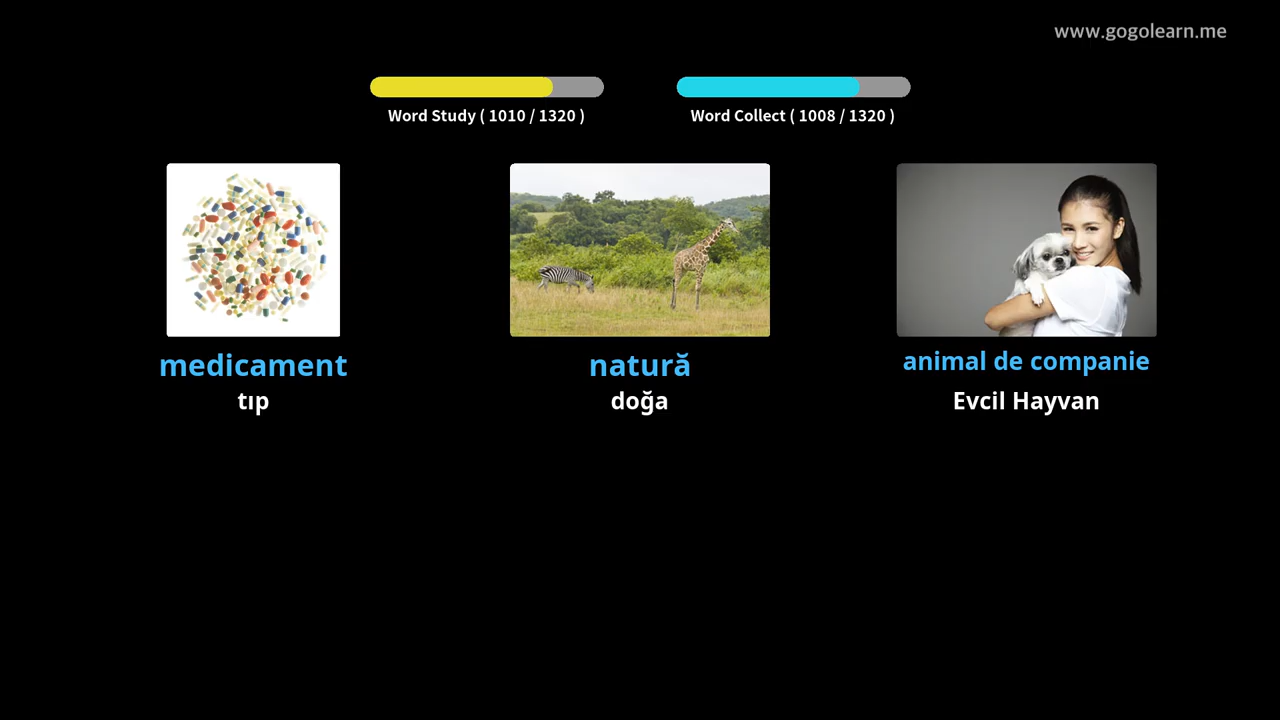 www.gogolearn.me
Word Study ( 1010 / 1320 )
Word Collect ( 1008 / 1320 )
medicament
natură
animal de companie
tıp
doğa
Evcil Hayvan